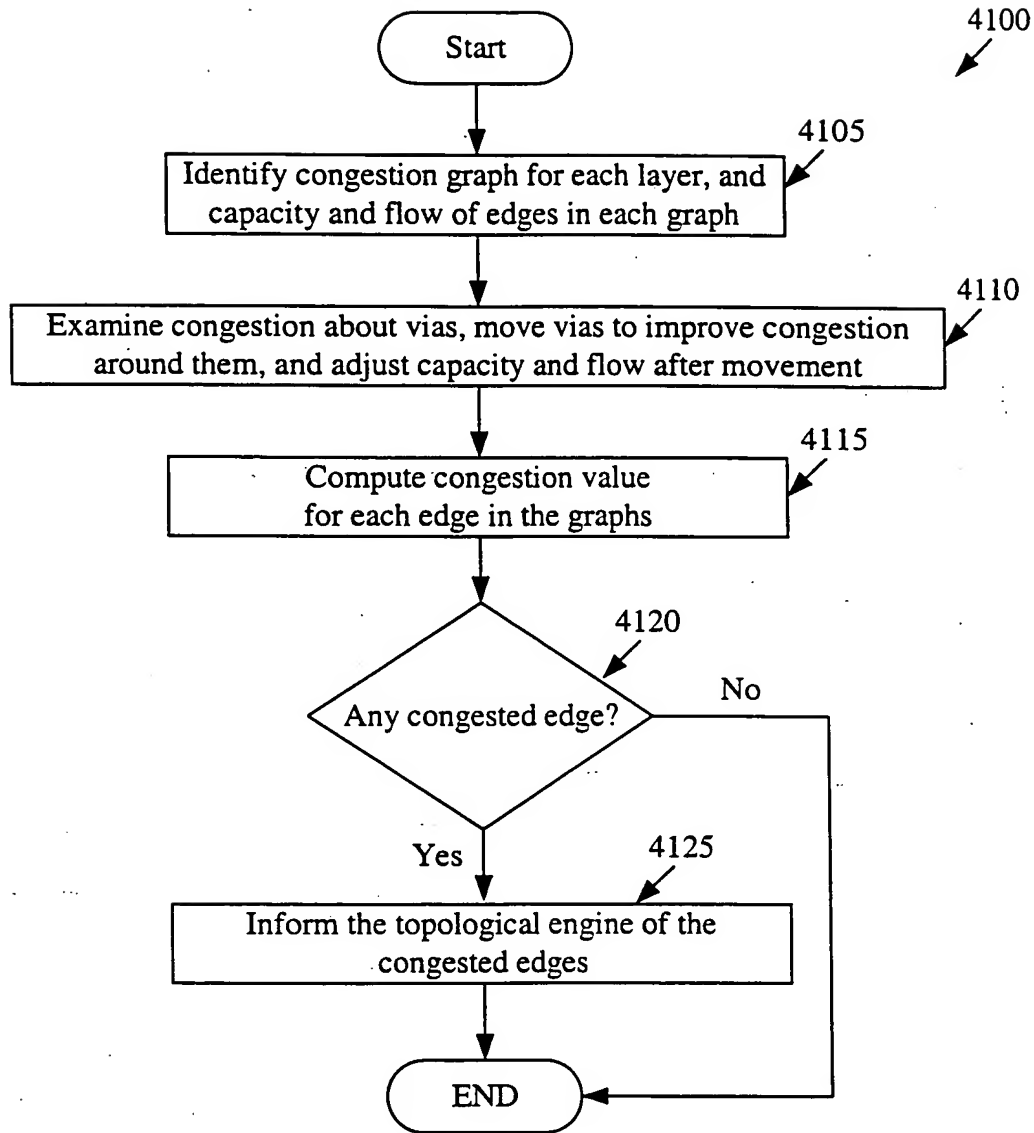 4100
Start
4105
Identify congestion graph for each layer, and
capacity and flow of edges in each graph
4110
Examine congestion about vias, move vias to improve congestion
around them, and adjust capacity and flow after movement
4115
Compute congestion value
for each edge in the graphs
4120
Any congested edge?
No
Yes
4125
Inform the topological engine of the
congested edges
END